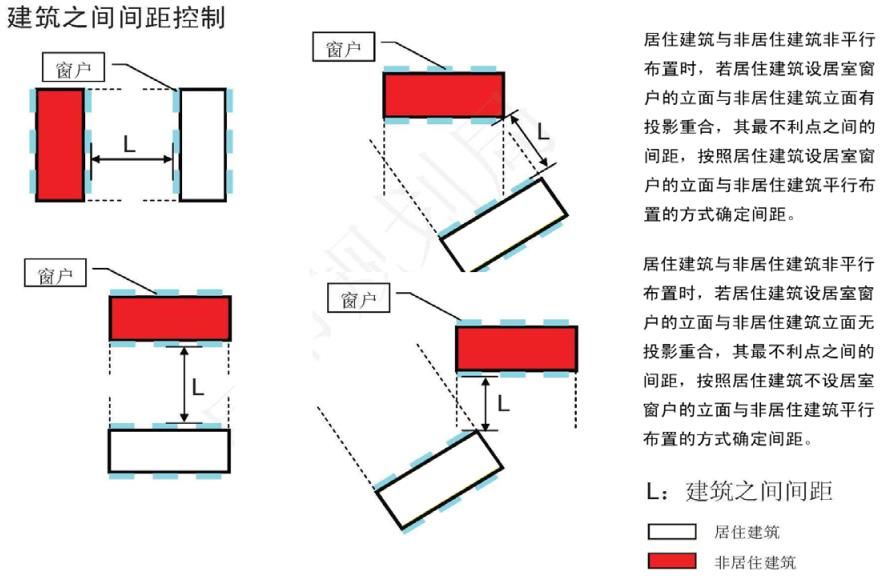 建筑之间间距控制
窗户
L
窗户
L
窗户
L
窗户
L
居住建筑与非居住建筑非平行
布置时，若居住建筑设居室窗
户的立面与非居住建筑立面有
投影重合，其最不利点之间的
间距，按照居住建筑设居室窗
户的立面与非居住建筑平行布
置的方式确定间距。
居住建筑与非居住建筑非平行
布置时，若居住建筑设居室窗
户的立面与非居住建筑立面无
投影重合，其最不利点之间的
间距，按照居住建筑不设居室
窗户的立面与非居住建筑平行
布置的方式确定间距。
L：建筑之间间距
居住建筑
非居住建筑